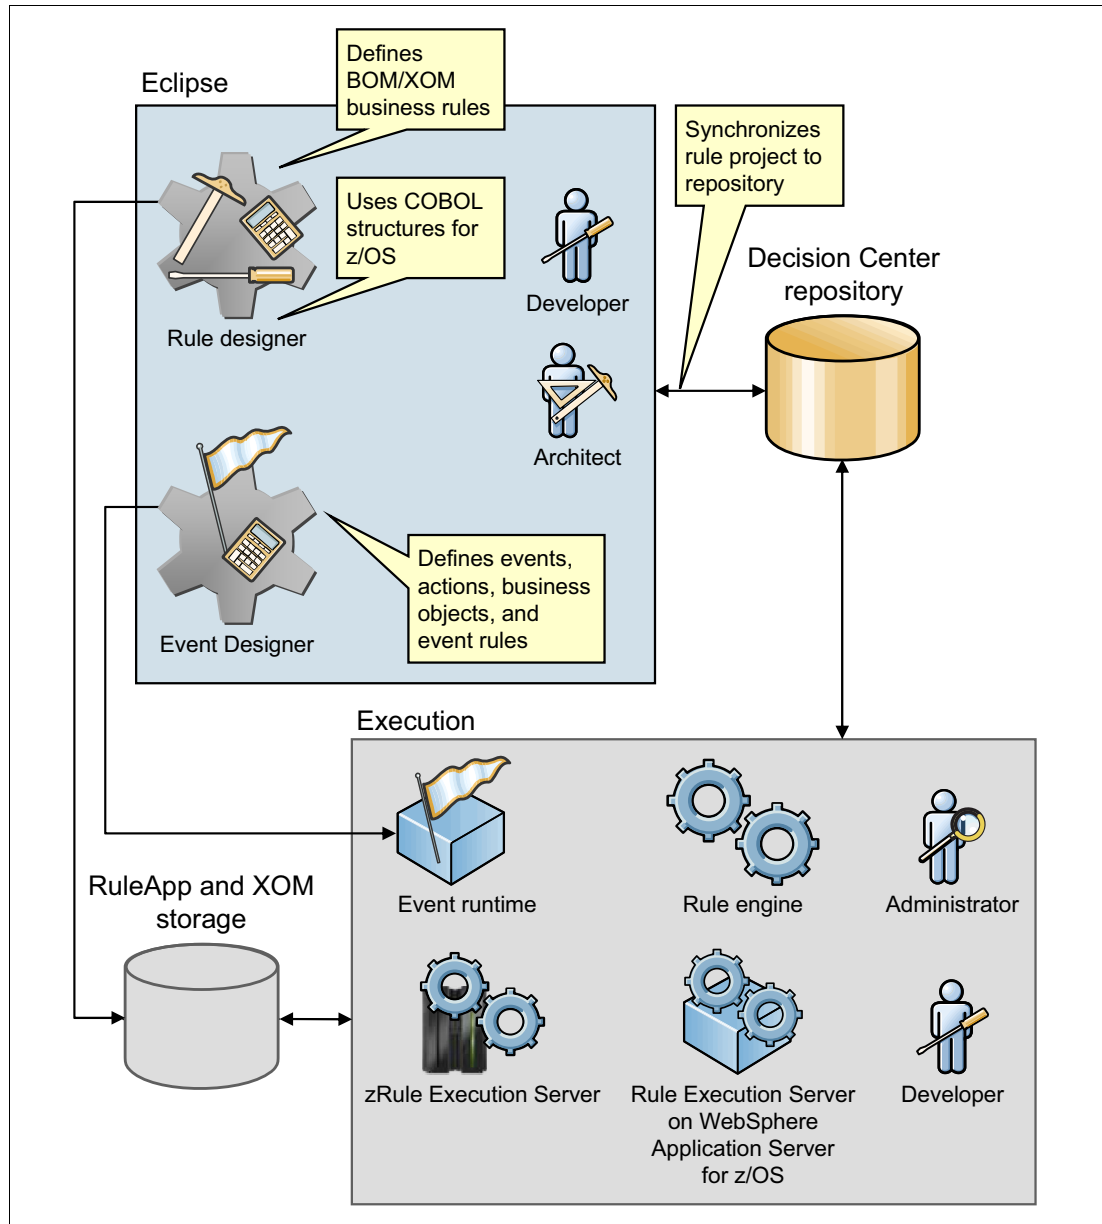 Defines
BOM/XOM
business rules
Eclipse
Synchronizes
rule project to
repository
Uses COBOL
structures for
z/OS
Developer
Rule designer
Decision Center
repository
Architect
Defines events,
actions, business
objects, and
event rules
Event Designer
Execution
Event runtime
Rule engine
Administrator
RuleApp and XOM
storage
zRule Execution Server
Rule Execution Server
on WebSphere
Application Server
for z/OS
Developer